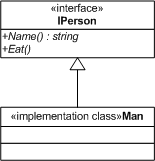 «interface»
IPerson
+Name() : string
+Eat()
«implementation class»Man